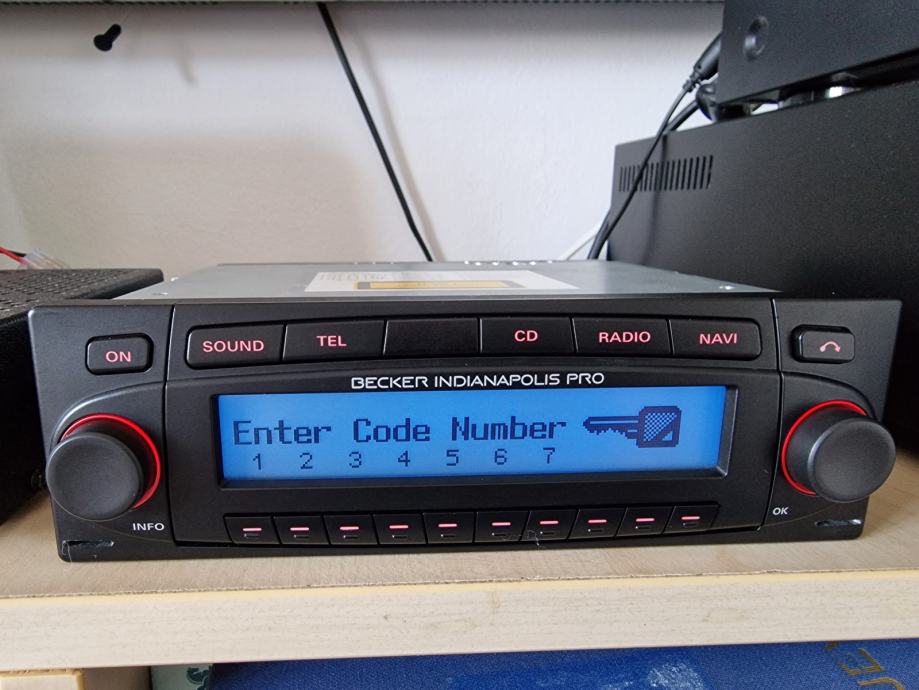 ON
SOUND
TEL
CD
RADIO
NAVI
BECKER INDIANAPOLIS PRO
Enter Code Number
1 2 3 4 5 6 7
INFO
OK